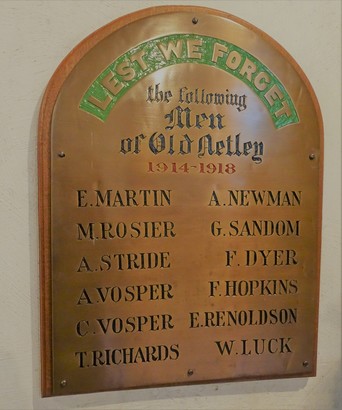 LEST WE FORGET
the following
Men
of Old Netley
1914-1918
E. MARTIN A. NEWMAN
M. ROSIER G. SANDOM
A. STRIDE F. DYER
A VOSPER F. HOPKINS
C. VOSPER E. RENOLDSON
T. RICHARDS W. LUCK